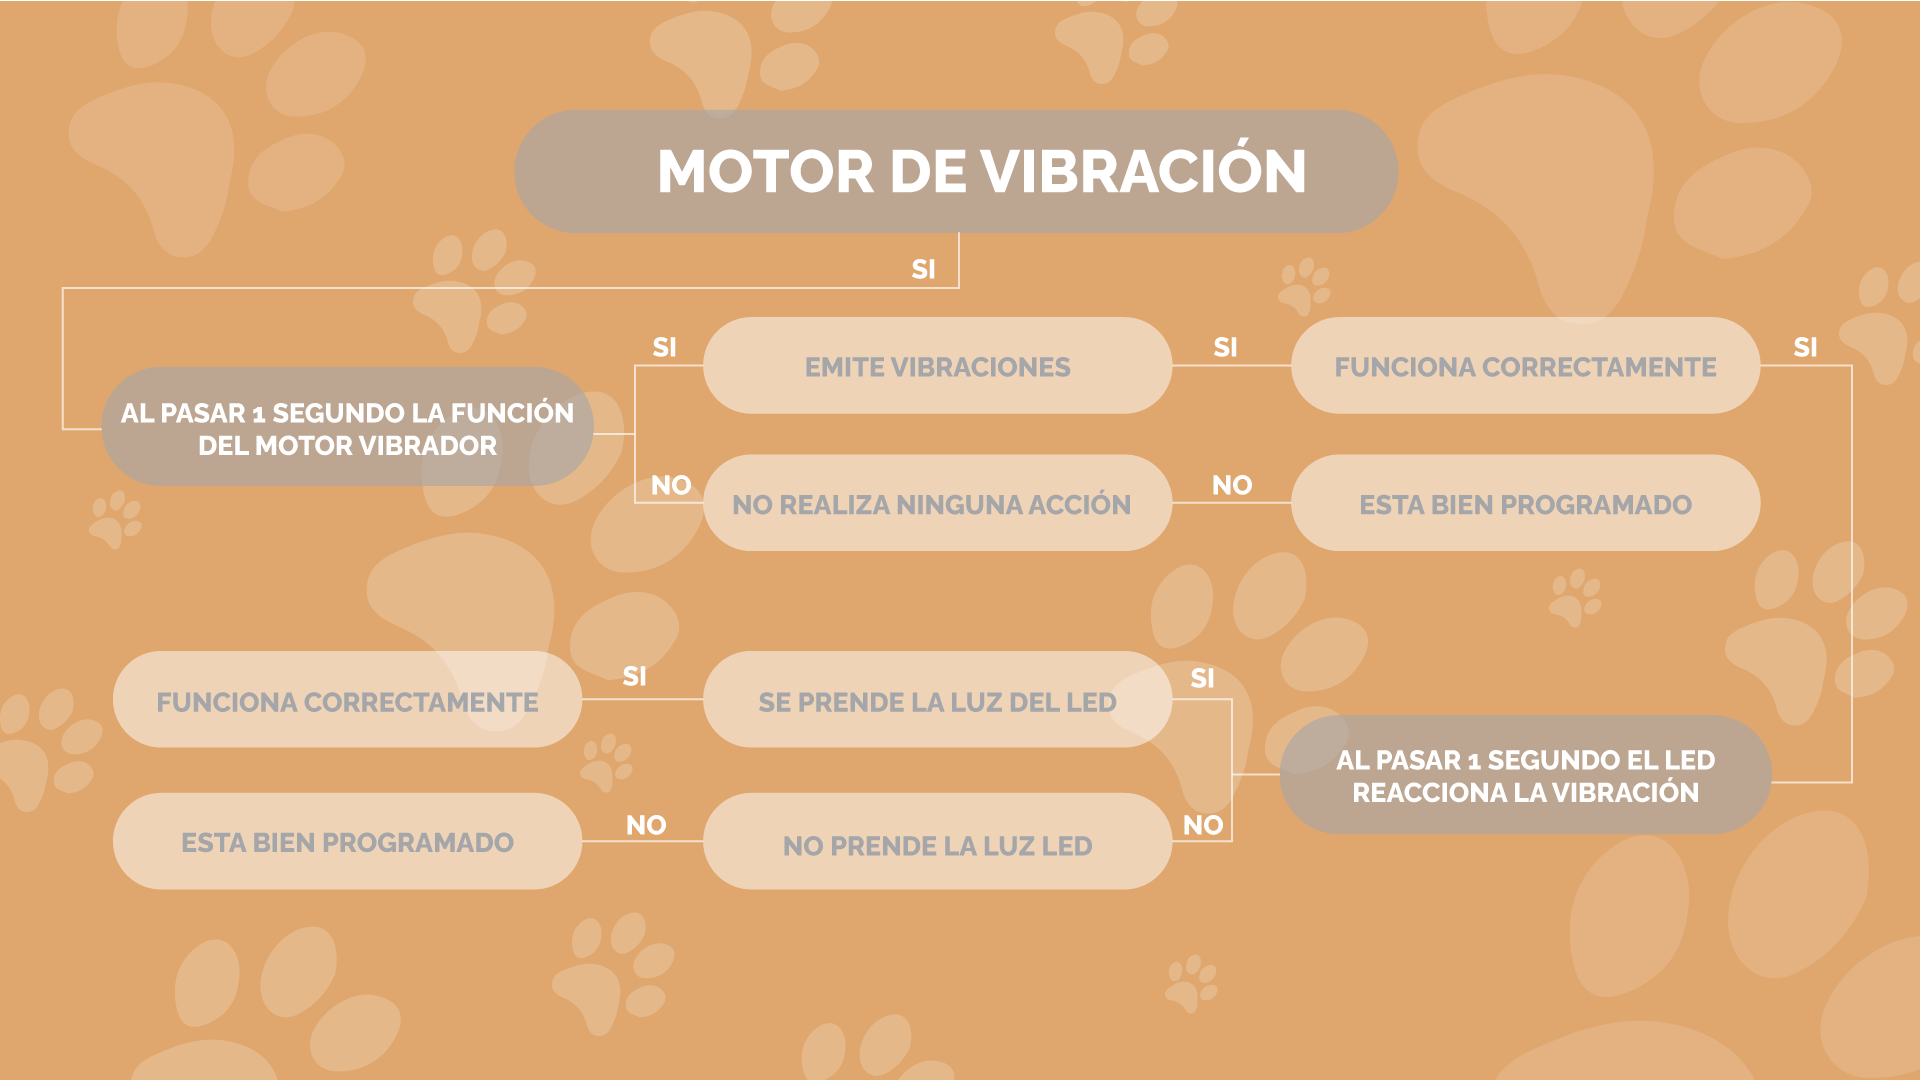 MOTOR DE VIBRACIÓN
SI
AL PASAR 1 SEGUNDO LA FUNCIÓN
DEL MOTOR VIBRADOR
SI
EMITE VIBRACIONES
SI
FUNCIONA CORRECTAMENTE
SI
NO
NO REALIZA NINGUNA ACCIÓN
NO
ESTA BIEN PROGRAMADO
AL PASAR 1 SEGUNDO EL LED
REACCIONA LA VIBRACIÓN
SI
SE PRENDE LA LUZ DEL LED
SI
FUNCIONA CORRECTAMENTE
NO
NO PRENDE LA LUZ LED
NO
ESTA BIEN PROGRAMADO